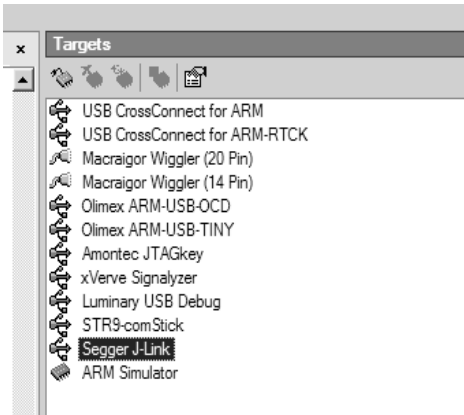 Targets
USB CrossConnect for ARM
USB CrossConnect for ARM-RTCK
Macraigor Wiggler (20 Pin)
Macraigor Wiggler (14 Pin)
Olimex ARM-USB-OCD
Olimex ARM-USB-TINY
Amontec JTAGkey
xVerve Signalyzer
Luminary USB Debug
STR9-comStick
Segger J-Link
ARM Simulator